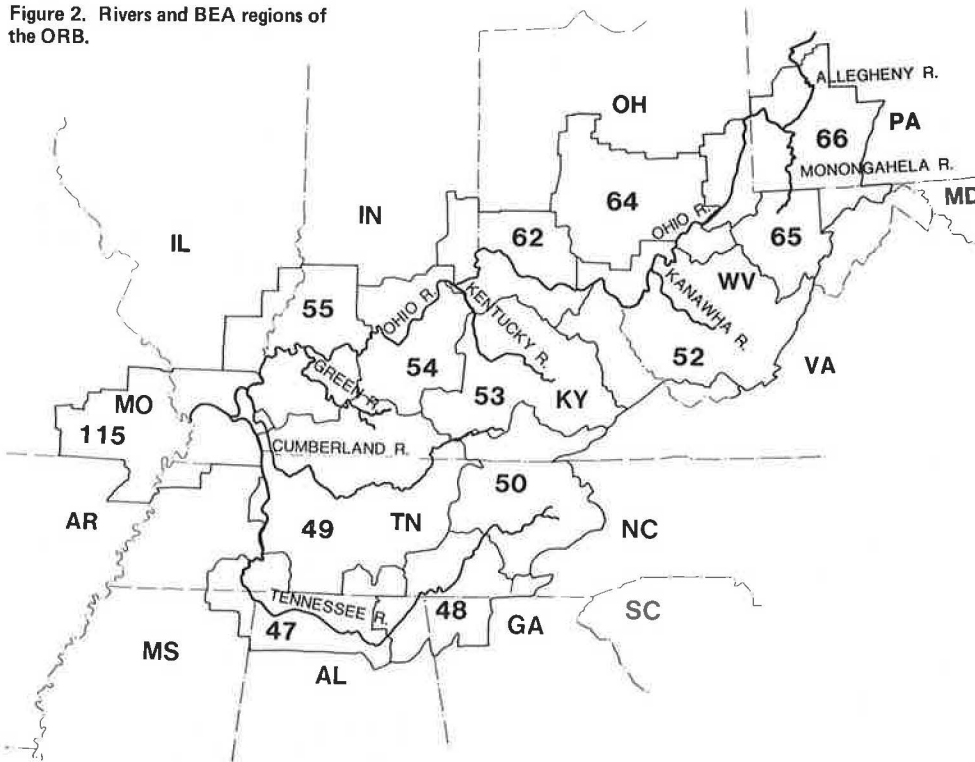 Figure 2. Rivers and BEA regions of
the ORB.
ALLEGHENY R.
OH
PA
66
MONONGAHELA R.
MD
64
IN
OHIO R.
IL
62
65
WV
KANAWHA R.
55
OHIO R.
KENTUCKY R.
GREEN R.
54
52
VA
MO
53
KY
115
CUMBERLAND R.
50
AR
49
TN
NC
TENNESSEE R.
48
SC
47
GA
MS
AL